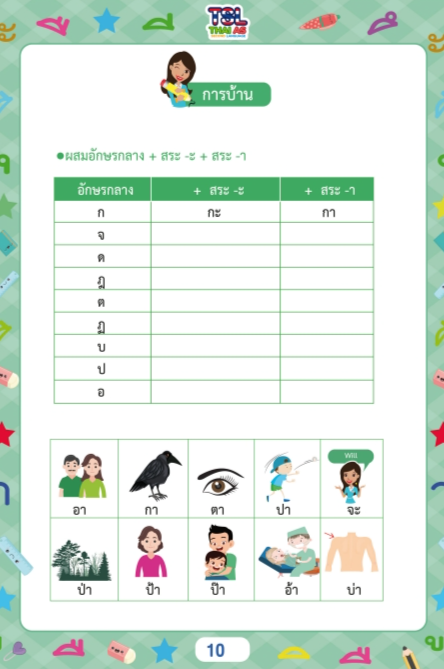 TSL
THAI AS
การบ้าน
●ผสมอักษรกลาง + สระ -ะ + สระ -า
อักษรกลาง + สระ -ะ + สระ -า
ก กะ กา
จ
ด
ฎ
ต
ฏ
บ
ป
อ
Will
อา กา ตา ปา จะ
ป่า ป้า ป๊า อ้า บ่า
10